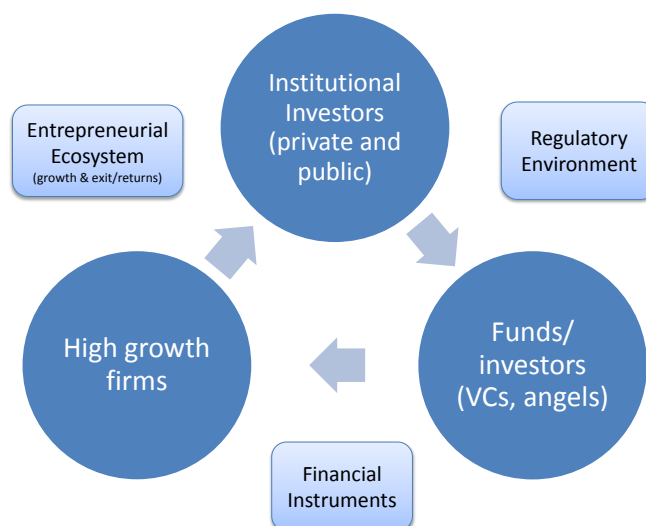 Institutional
Investors
(private and
public)
Entrepreneurial
Ecosystem
(growth & exit/returns)
Regulatory
Environment
High growth
firms
Funds/
investors
(VCs, angels)
Financial
Instruments